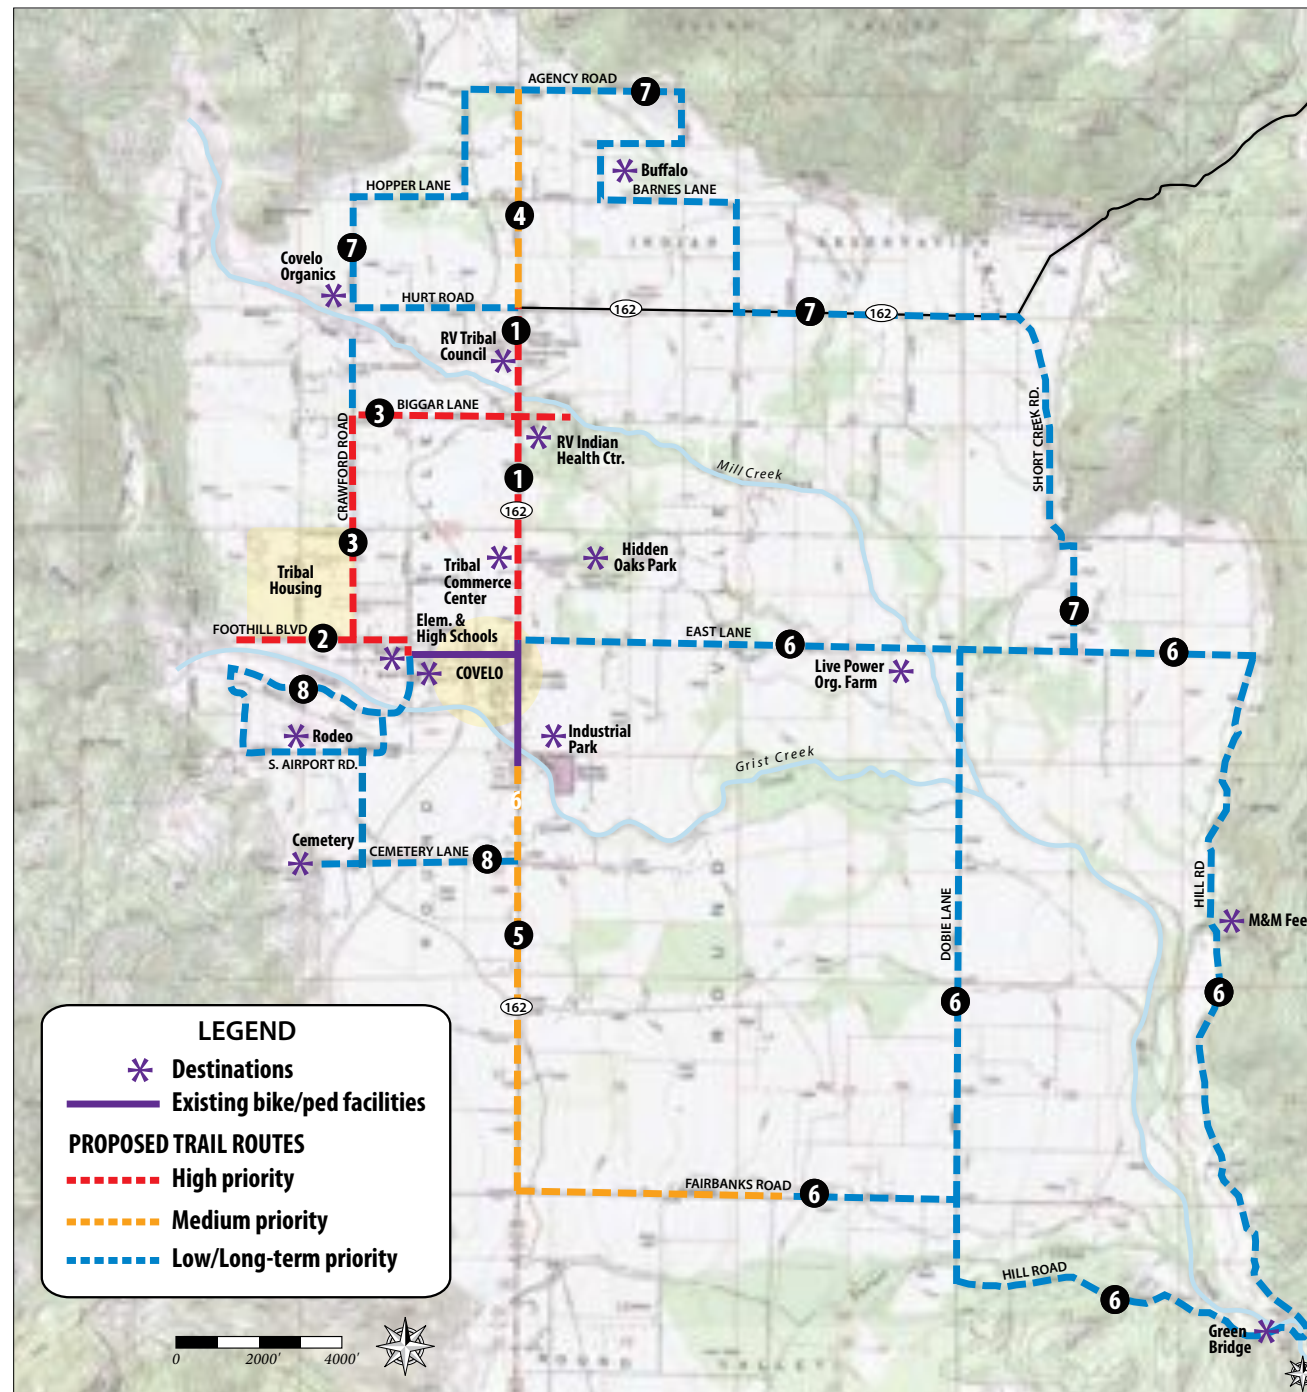 AGENCY ROAD
7
Buffalo
HOPPER LANE
BARNES LANE
4
7
Covelo
Organics
HURT ROAD
162
7
162
1
RV Tribal
Council
3
BIGGAR LANE
RV Indian
Health Ctr.
Mill Creek
SHORT CREEK RD.
CRAWFORD ROAD
1
162
3
Tribal
Housing
Tribal
Commerce
Center
Hidden
Oaks Park
7
FOOTHILL BLVD
2
Elem. &
High Schools
EAST LANE
6
6
COVELO
Live Power
Org. Farm
8
Rodeo
Industrial
Park
S. AIRPORT RD.
Grist Creek
6
Cemetery
CEMETERY LANE
8
HILL RD
DOBIE LANE
M&M Fee
5
6
6
162
FAIRBANKS ROAD
6
HILL ROAD
6
Green
Bridge
LEGEND
Destinations
Existing bike/ped facilities
PROPOSED TRAIL ROUTES
High priority
Medium priority
Low/Long-term priority
0 2000' 4000'